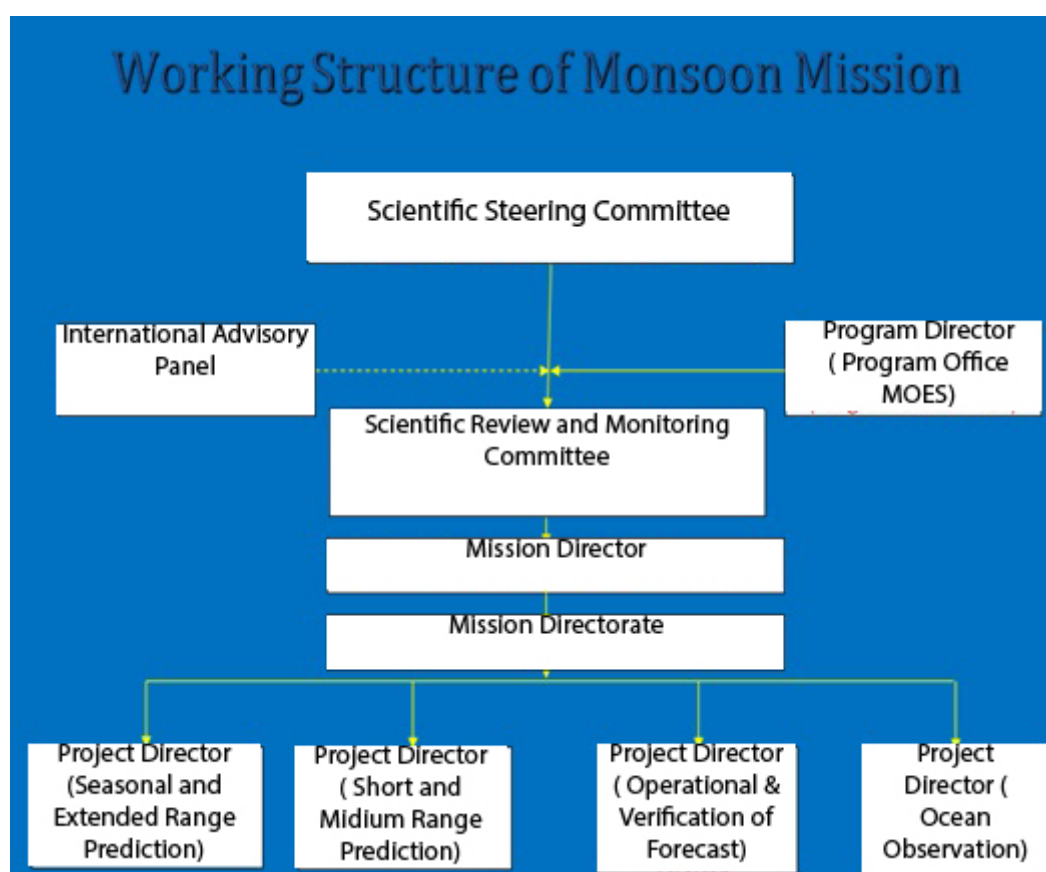 Working Structure of Monsoon Mission
Scientific Steering Committee
International Advisory
Panel
Program Director
( Program Office
MOES)
Scientific Review and Monitoring
Committee
Mission Director
Mission Directorate
Project Director
(Seasonal and
Extended Range
Prediction)
Project Director
( Short and
Midium Range
Prediction)
Project Director
( Operational &
Verification of
Forecast)
Project
Director (
Ocean
Observation)